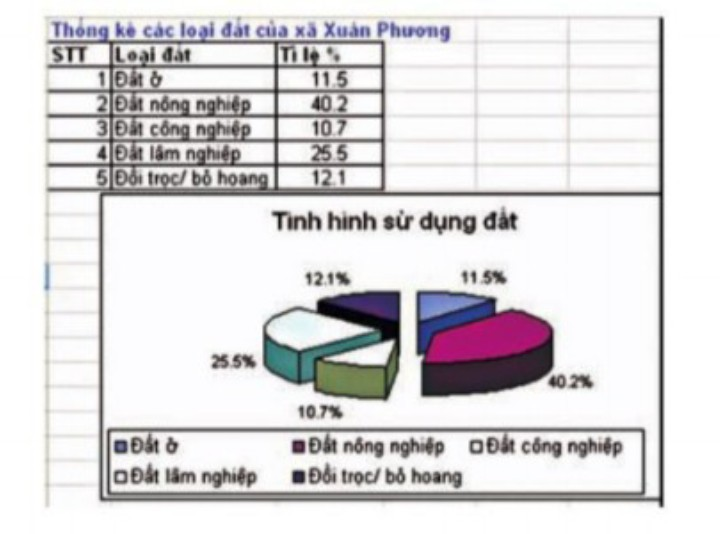 Thống kê các loại đất của xã Xuân Phương
STT Loại đất Tỉ lệ %
1 Đất ở 11.5
2 Đất nông nghiệp 40.2
3 Đất công nghiệp 10.7
4 Đất lâm nghiệp 25.5
5 Đồi trọc/ bỏ hoang 12.1
Tình hình sử dụng đất
12.1% 11.5%
25.5% 40.2%
10.7%
Đất ở Đất nông nghiệp Đất công nghiệp
Đất lâm nghiệp Đồi trọc/ bỏ hoang